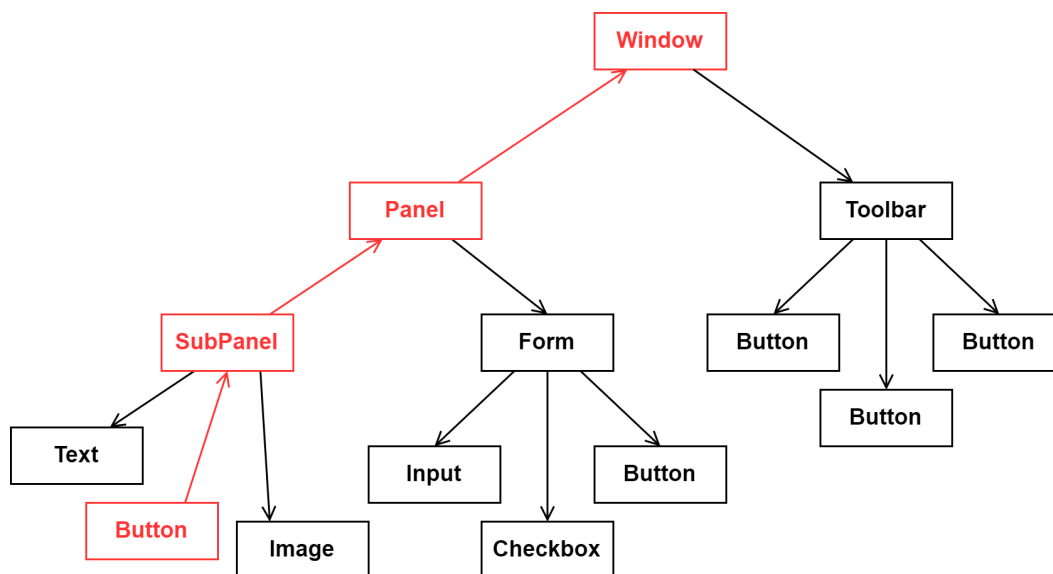 Window
Panel
Toolbar
SubPanel
Form
Button
Button
Button
Text
Input
Button
Button
Image
Checkbox